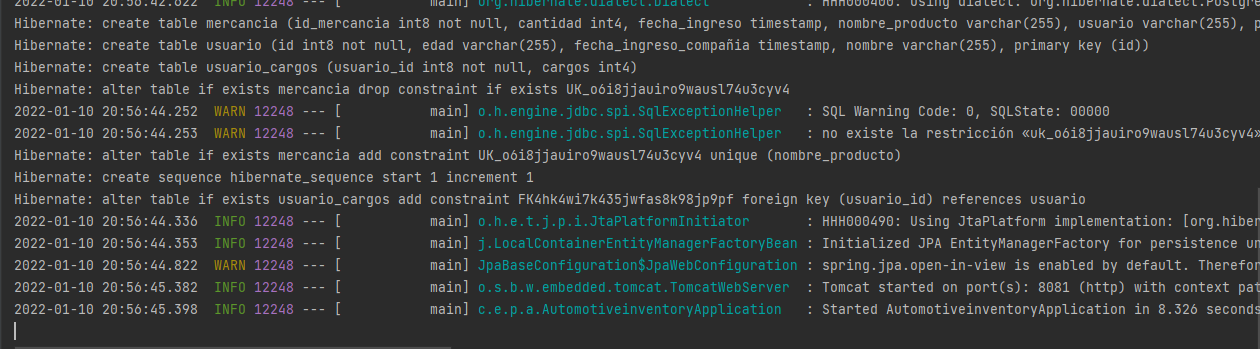 2022-01-10 20:56:42.622  INFO 12248 --- [           main] org.hibernate.dialect.Dialect            : HHH000400: Using dialect: org.hibernate.dialect.Postgre
Hibernate: create table mercancia (id_mercancia int8 not null, cantidad int4, fecha_ingreso timestamp, nombre_producto varchar(255), usuario varchar(255), p
Hibernate: create table usuario (id int8 not null, edad varchar(255), fecha_ingreso_compañia timestamp, nombre varchar(255), primary key (id))
Hibernate: create table usuario_cargos (usuario_id int8 not null, cargos int4)
Hibernate: alter table if exists mercancia drop constraint if exists UK_o6i8jjauiro9wausl74u3cyv4
2022-01-10 20:56:44.252  WARN 12248 --- [           main] o.h.engine.jdbc.spi.SqlExceptionHelper   : SQL Warning Code: 0, SQLState: 00000
2022-01-10 20:56:44.253  WARN 12248 --- [           main] o.h.engine.jdbc.spi.SqlExceptionHelper   : no existe la restricción «uk_o6i8jjauiro9wausl74u3cyv4»
Hibernate: alter table if exists mercancia add constraint UK_o6i8jjauiro9wausl74u3cyv4 unique (nombre_producto)
Hibernate: create sequence hibernate_sequence start 1 increment 1
Hibernate: alter table if exists usuario_cargos add constraint FK4hk4wi7k435jwfas8k98jp9pf foreign key (usuario_id) references usuario
2022-01-10 20:56:44.336  INFO 12248 --- [           main] o.h.e.t.j.p.i.JtaPlatformInitiator       : HHH000490: Using JtaPlatform implementation: [org.hiber
2022-01-10 20:56:44.353  INFO 12248 --- [           main] j.LocalContainerEntityManagerFactoryBean : Initialized JPA EntityManagerFactory for persistence un
2022-01-10 20:56:44.822  WARN 12248 --- [           main] JpaBaseConfiguration$JpaWebConfiguration : spring.jpa.open-in-view is enabled by default. Therefor
2022-01-10 20:56:45.382  INFO 12248 --- [           main] o.s.b.w.embedded.tomcat.TomcatWebServer  : Tomcat started on port(s): 8081 (http) with context pat
2022-01-10 20:56:45.398  INFO 12248 --- [           main] c.e.p.a.AutomotiveinventoryApplication   : Started AutomotiveinventoryApplication in 8.326 seconds